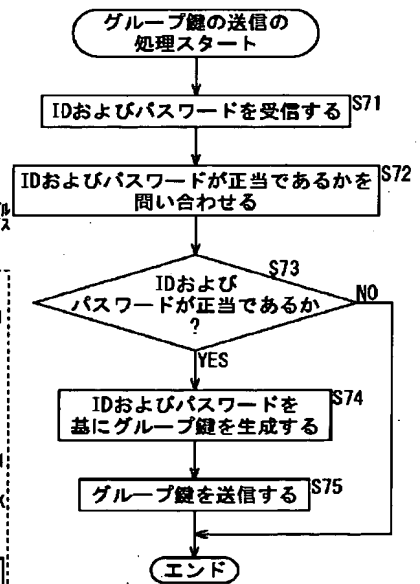 グループ鍵の送信の
処理スタート
IDおよびパスワードを受信する
S71
IDおよびパスワードが正当であるかを
問い合わせる
S72
IDおよび
パスワードが正当であるか
?
S73
NO
YES
IDおよびパスワードを
基にグループ鍵を生成する
S74
グループ鍵を送信する
S75
エンド